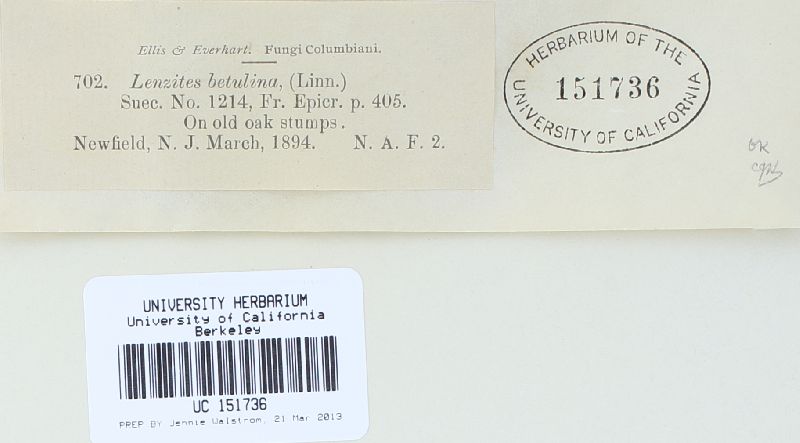 Ellis & Everhart. Fungi Columbiani.
702. Lenzites betulina, (Linn.)
Suec. No. 1214, Fr. Epicr. p. 405.
On old oak stumps.
Newfield, N. J. March, 1894. N. A. F. 2.
HERBARIUM OF THE
151736
UNIVERSITY OF CALIFORNIA
OK
UNIVERSITY HERBARIUM
University of California
Berkeley
UC 151736
PREP BY Jennie Walstrom, 21 Mar 2013